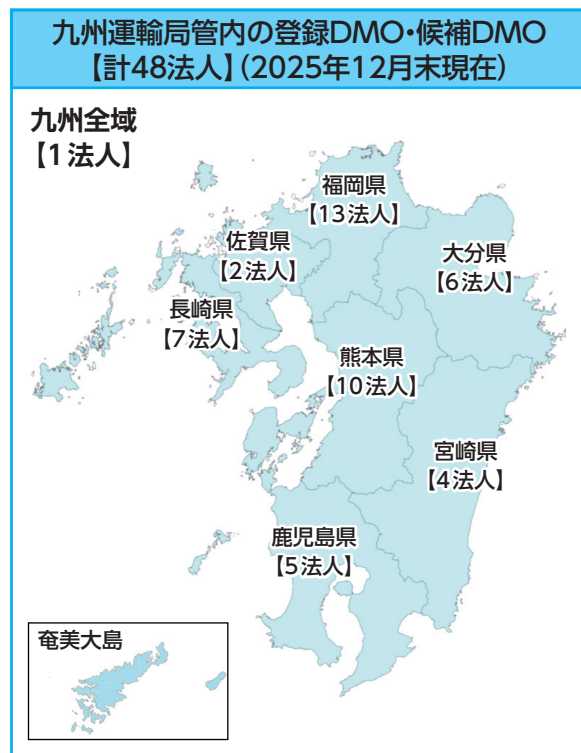 九州運輸局管内の登録DMO・候補DMO
【計48法人】（2025年12月末現在）
九州全域
【1法人】
福岡県
【13法人】
佐賀県
【2法人】
大分県
【6法人】
長崎県
【7法人】
熊本県
【10法人】
宮崎県
【4法人】
鹿児島県
【5法人】
奄美大島